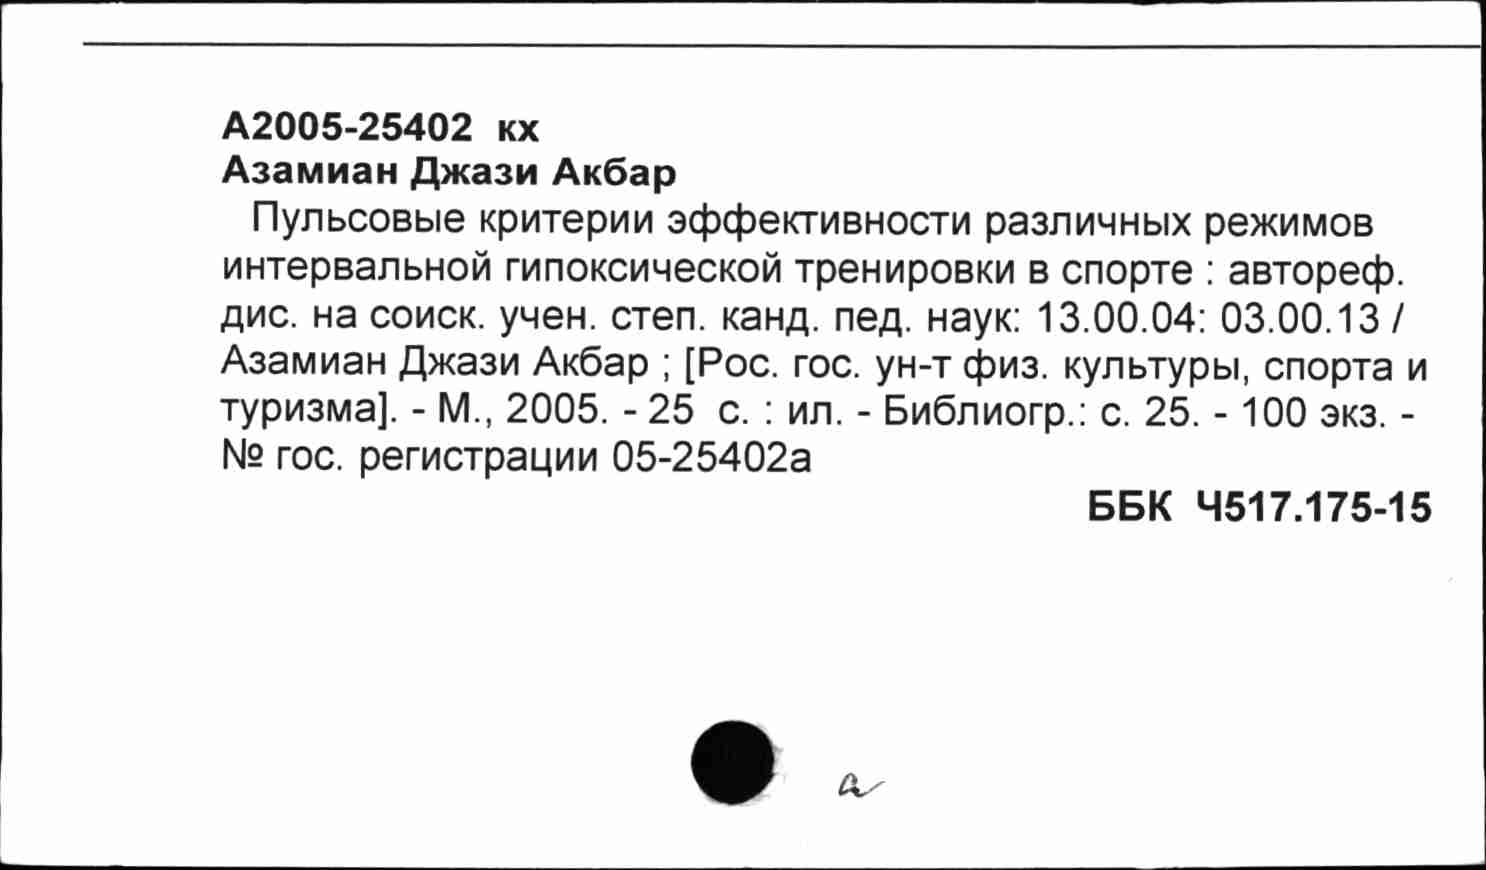 А2005-25402 кх
Азамиан Джази Акбар
Пульсовые критерии эффективности различных режимов
интервальной гипоксической тренировки в спорте : автореф.
дис. на соиск. учен. степ. канд. пед. наук: 13.00.04: 03.00.13 /
Азамиан Джази Акбар ; [Рос. гос. ун-т физ. культуры, спорта и
туризма]. - М., 2005. - 25 с. : ил. - Библиогр.: с. 25. - 100 экз. -
№ гос. регистрации 05-25402а
ББК Ч517.175-15
а